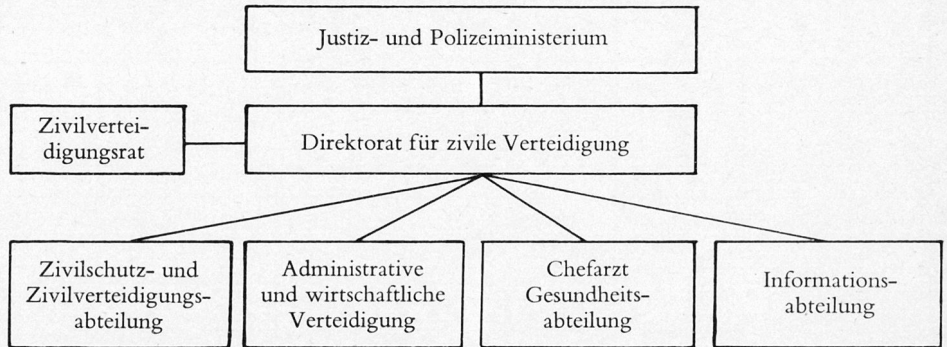 Justiz- und Polizeiministerium
Zivilvertei-
digungsrat
Direktorat für zivile Verteidigung
Zivilschutz- und
Zivilverteidigungs-
abteilung
Administrative
und wirtschaftliche
Verteidigung
Chefarzt
Gesundheits-
abteilung
Informations-
abteilung